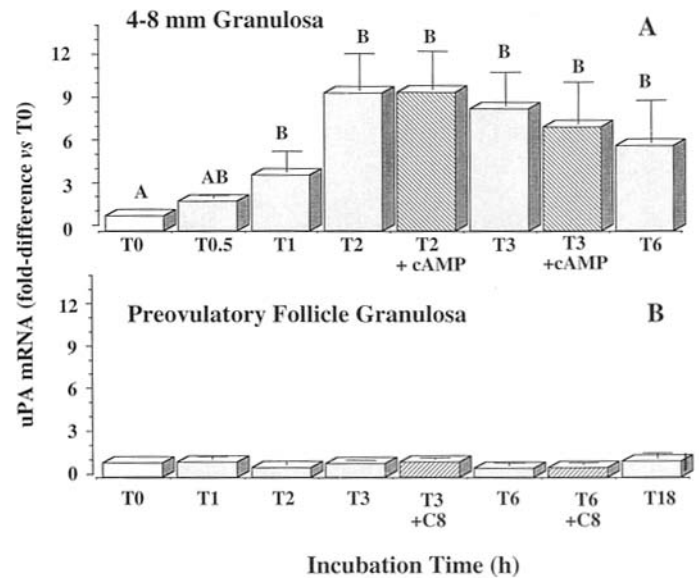 4-8 mm Granulosa
A
uPA mRNA (fold-difference vs T0)
12
9
6
3
0
A
AB
B
B
B
B
B
B
T0
T0.5
T1
T2
T2
+ cAMP
T3
T3
+cAMP
T6
Preovulatory Follicle Granulosa
B
12
9
6
3
0
T0
T1
T2
T3
T3
+C8
T6
T6
+C8
T18
Incubation Time (h)